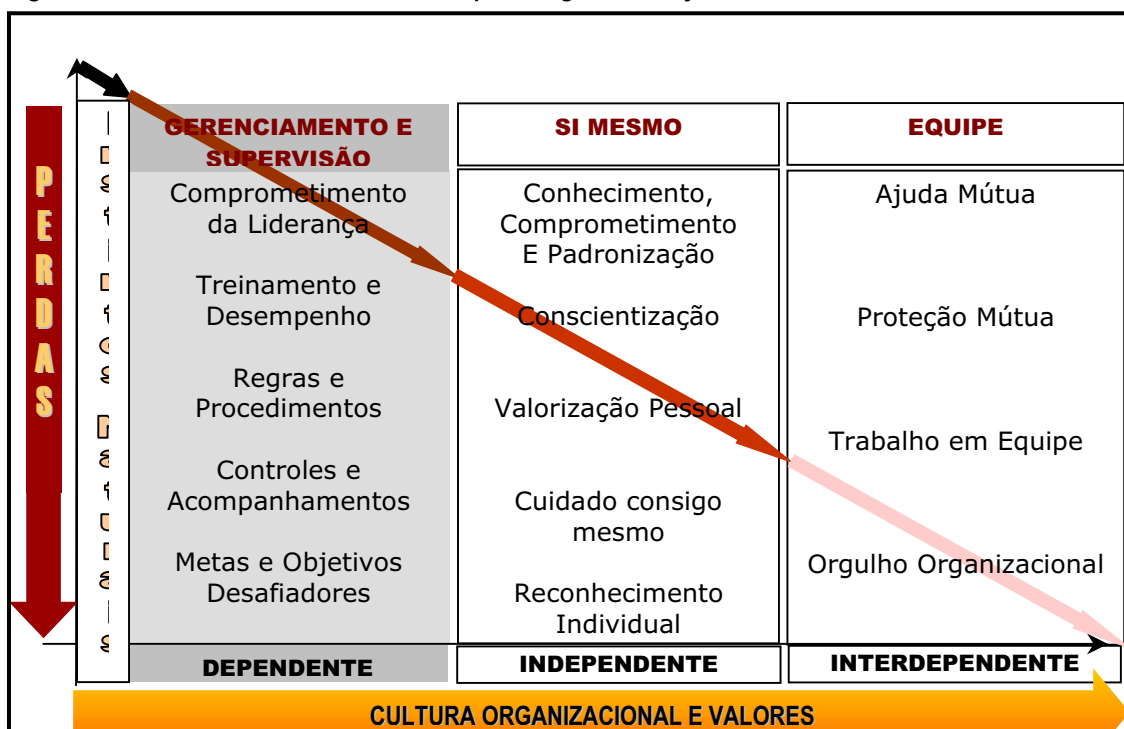 PERDAS
Instintos Naturais
GERENCIAMENTO E
SUPERVISÃO
Comprometimento
da Liderança
Treinamento e
Desempenho
Regras e
Procedimentos
Controles e
Acompanhamentos
Metas e Objetivos
Desafiadores
DEPENDENTE
SI MESMO
Conhecimento,
Comprometimento
E Padronização
Conscientização
Valorização Pessoal
Cuidado consigo
mesmo
Reconhecimento
Individual
INDEPENDENTE
EQUIPE
Ajuda Mútua
Proteção Mútua
Trabalho em Equipe
Orgulho Organizacional
INTERDEPENDENTE
CULTURA ORGANIZACIONAL E VALORES